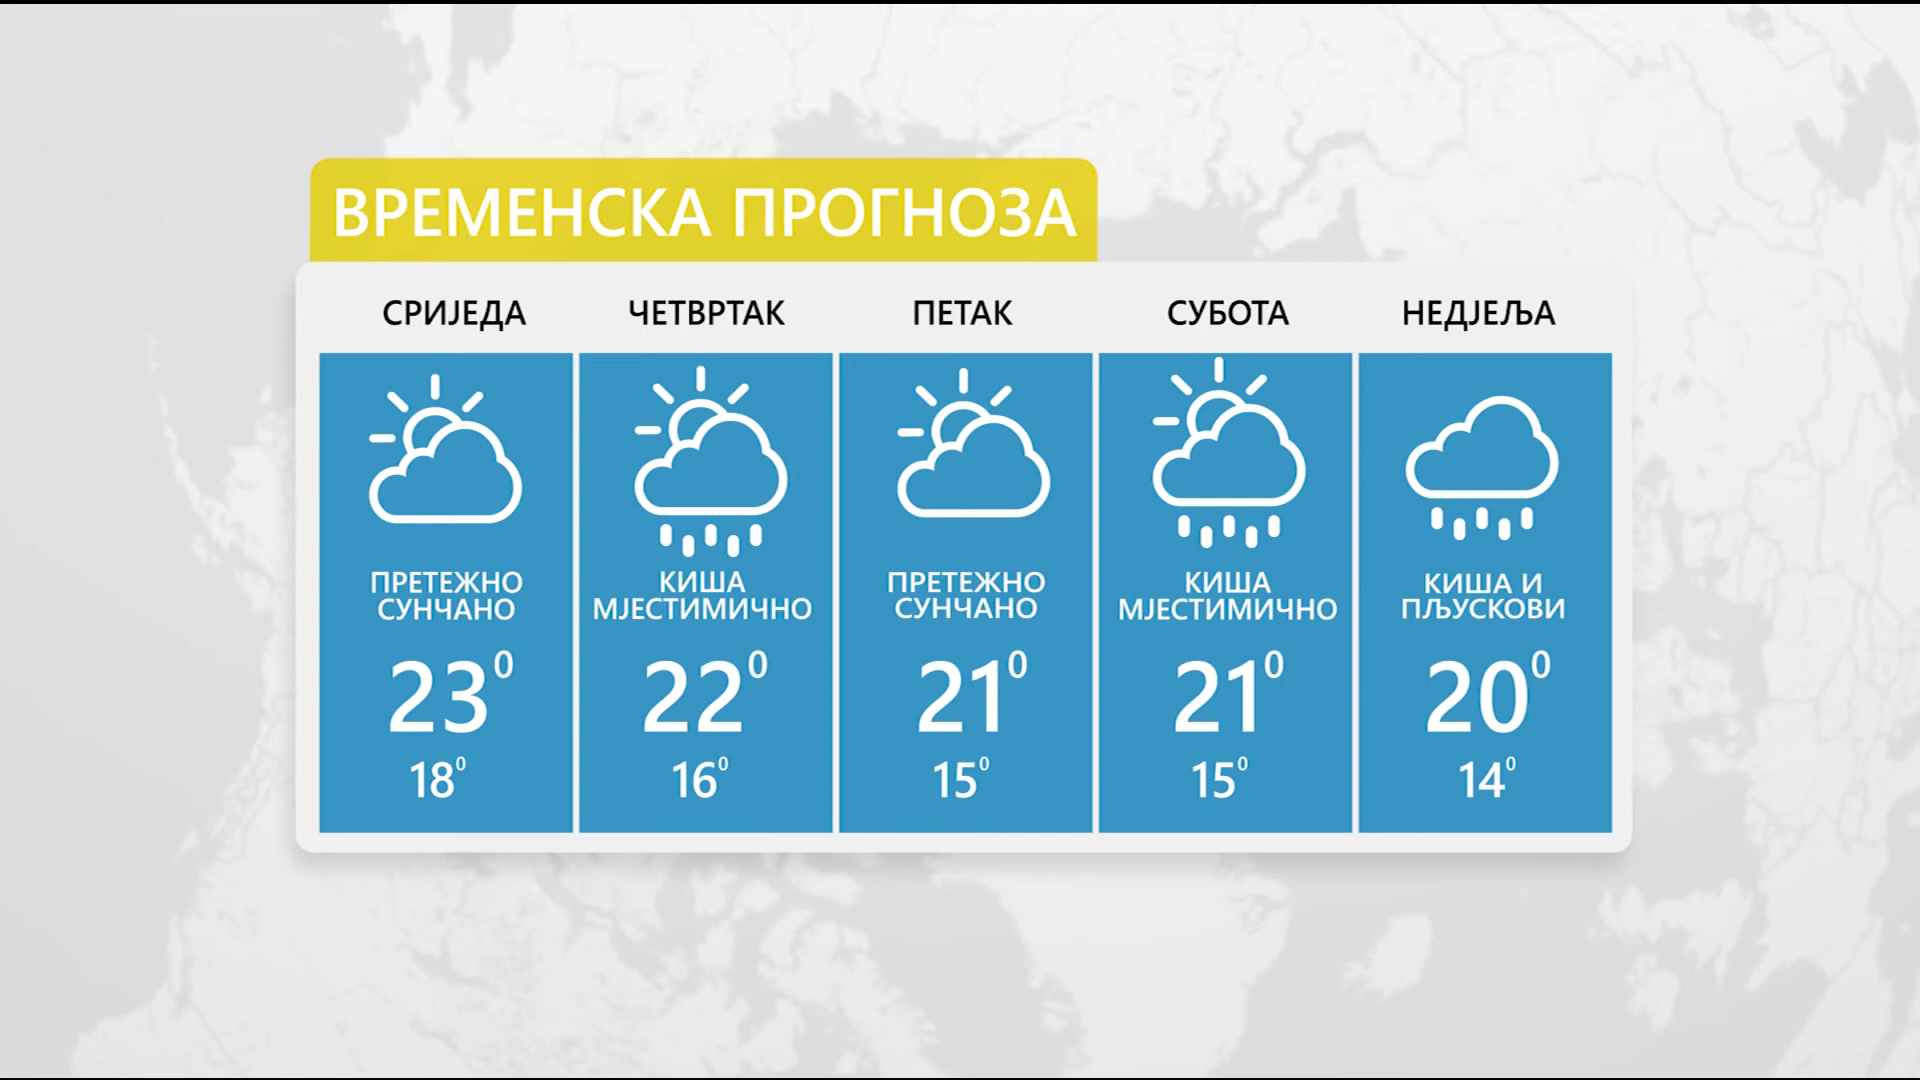 ВРЕМЕНСКА ПРОГНОЗА
СРИЈЕДА
ЧЕТВРТАК
ПЕТАК
СУБОТА
НЕДЈЕЉА
ПРЕТЕЖНО
СУНЧАНО
КИША
МЈЕСТИМИЧНО
ПРЕТЕЖНО
СУНЧАНО
КИША
МЈЕСТИМИЧНО
КИША И
ПЉУСКОВИ
23⁰
22⁰
21⁰
21⁰
20⁰
18⁰
16⁰
15⁰
15⁰
14⁰